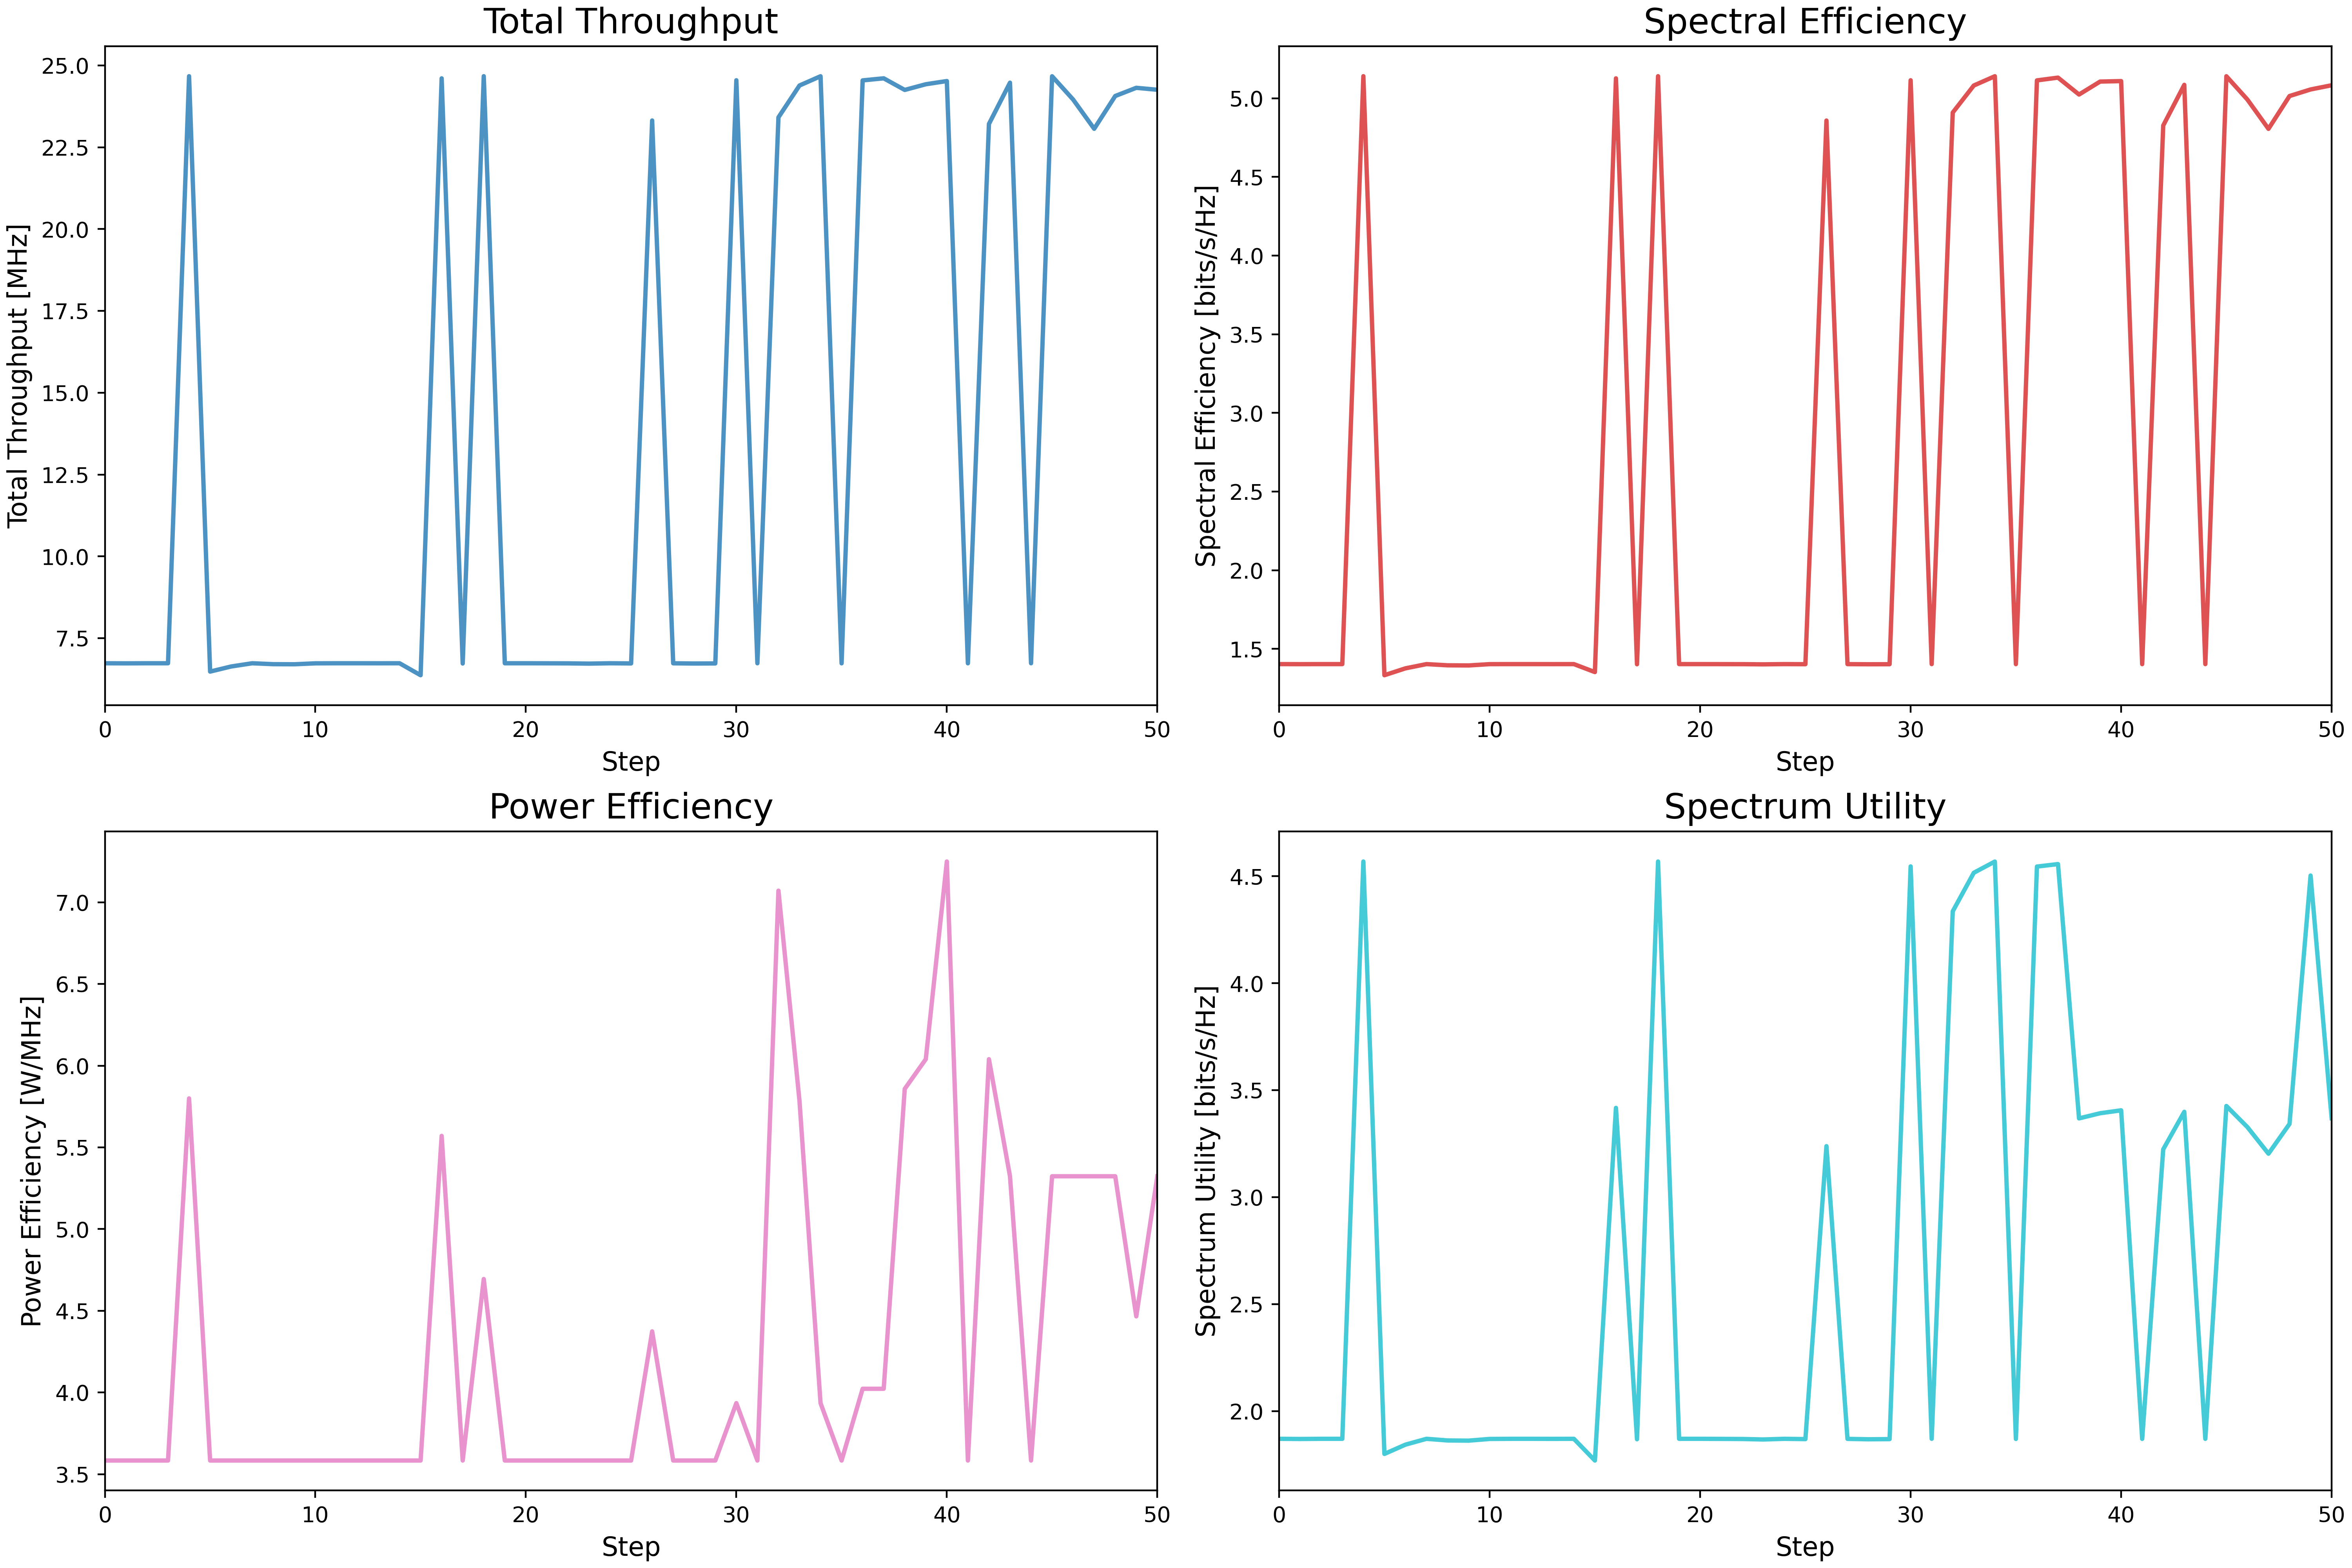 Total Throughput
Total Throughput [MHz]
25.0
22.5
20.0
17.5
15.0
12.5
10.0
7.5
0 10 20 30 40 50
Step
Spectral Efficiency
Spectral Efficiency [bits/s/Hz]
5.0
4.5
4.0
3.5
3.0
2.5
2.0
1.5
0 10 20 30 40 50
Step
Power Efficiency
Power Efficiency [W/MHz]
7.0
6.5
6.0
5.5
5.0
4.5
4.0
3.5
0 10 20 30 40 50
Step
Spectrum Utility
Spectrum Utility [bits/s/Hz]
4.5
4.0
3.5
3.0
2.5
2.0
0 10 20 30 40 50
Step